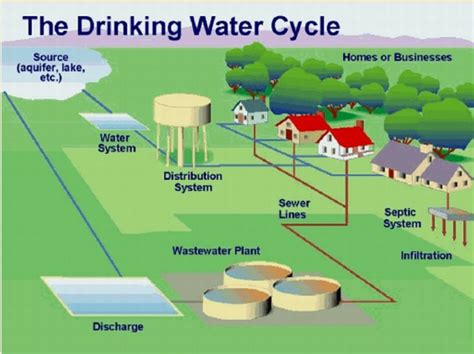 The Drinking Water Cycle
Source
(aquifer, lake,
etc.)
Homes or Businesses
Water
System
Distribution
System
Sewer
Lines
Septic
System
Wastewater Plant
Infiltration
Discharge